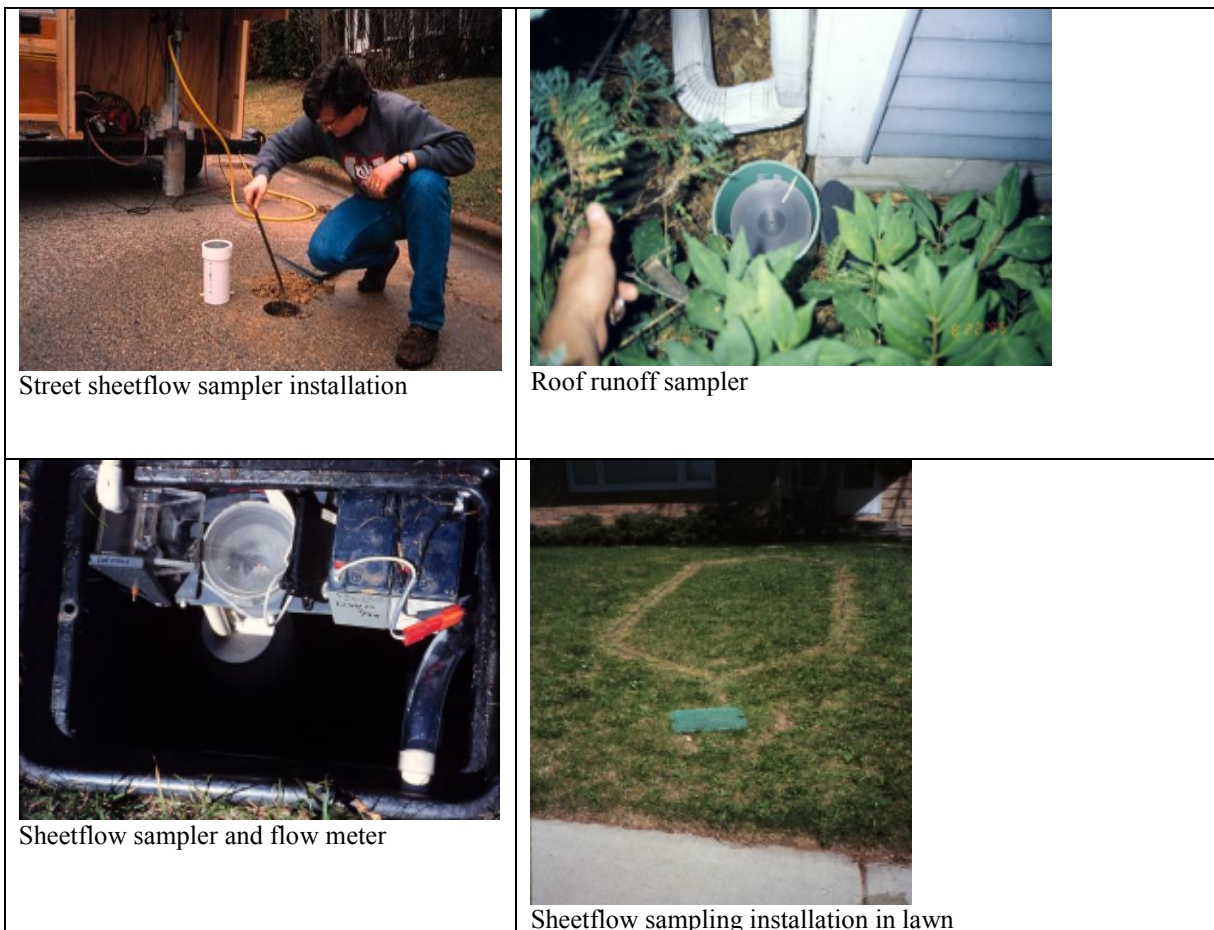 Street sheetflow sampler installation
Roof runoff sampler
Sheetflow sampler and flow meter
Sheetflow sampling installation in lawn